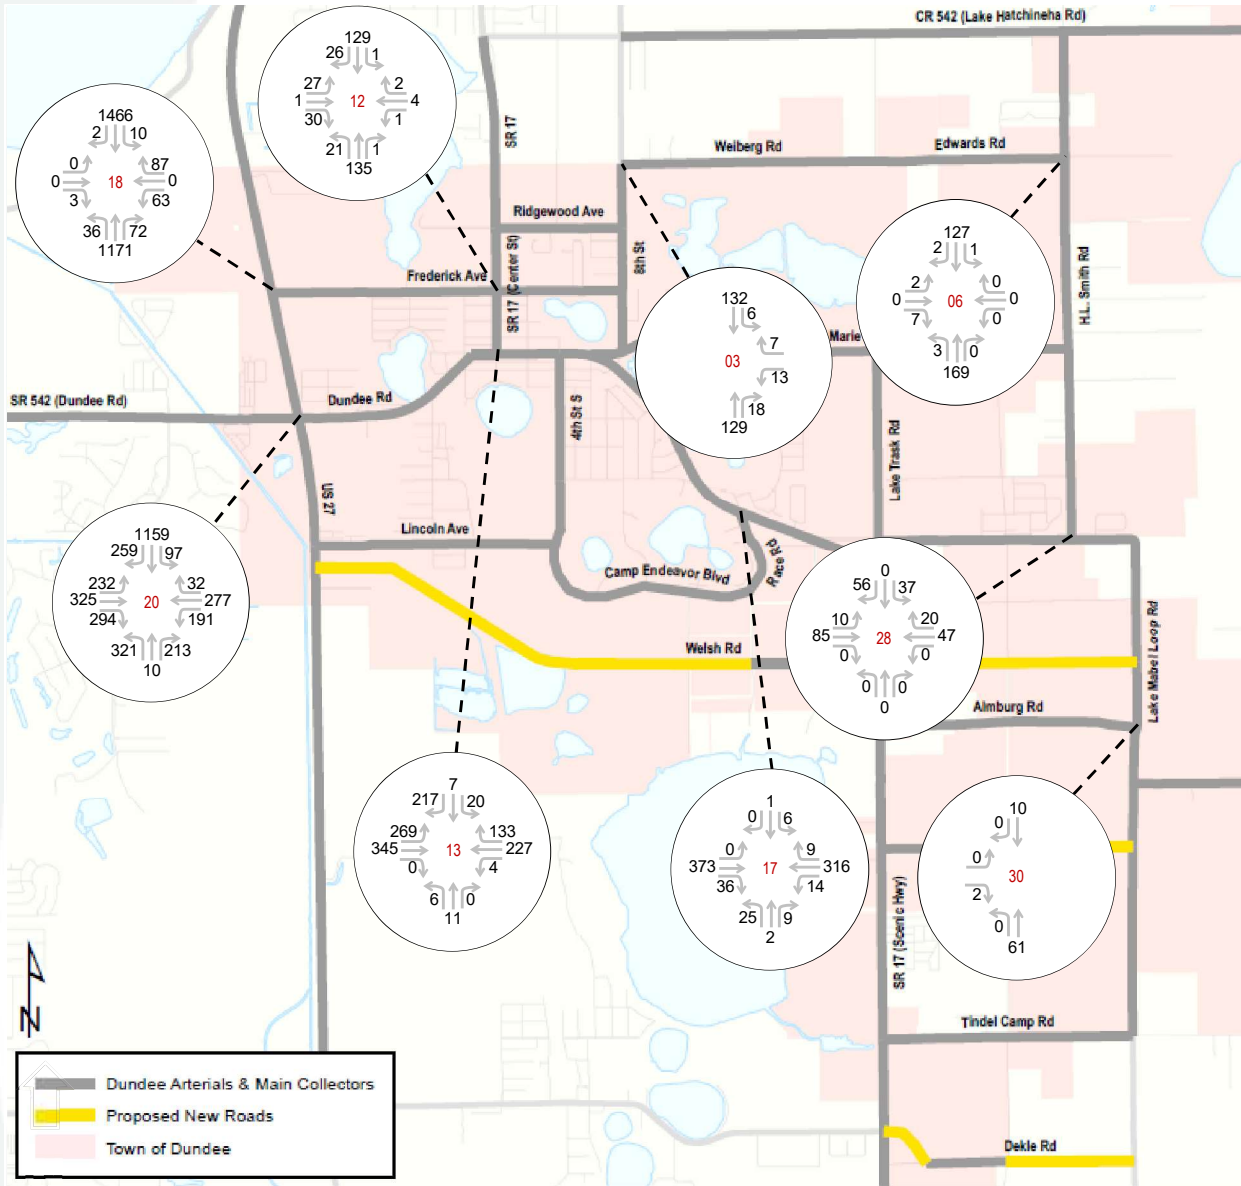 CR 542 (Lake Hatchineha Rd)
129
26 1
27 2
1 12 4
30 1
21 1
135
SR 17
1466
2 10
0 87
0 18 0
3 63
36 72
1171
Weiberg Rd
Edwards Rd
Ridgewood Ave
8th St
Frederick Ave
SR 17 (Center St)
127
2 1
2 0
0 06 0
7 0
3 0
169
H.L. Smith Rd
132
6
7
03
13
18
129
Marie
SR 542 (Dundee Rd)
Dundee Rd
4th St S
Lake Trask Rd
US 27
Lincoln Ave
Camp Endeavor Blvd
Race Rd
1159
259 97
232 32
325 20 277
294 191
321 213
10
0
56 37
10 20
85 28 47
0 0
0 0
0
Welsh Rd
Lake Mabel Loop Rd
Almburg Rd
7
217 20
269 133
345 13 227
0 4
6 0
11
1
0 6
0 9
373 17 316
36 14
25 9
2
10
0
0
30
2
0
61
SR 17 (Scenic Hwy)
N
Tindel Camp Rd
Dekle Rd
Dundee Arterials & Main Collectors
Proposed New Roads
Town of Dundee